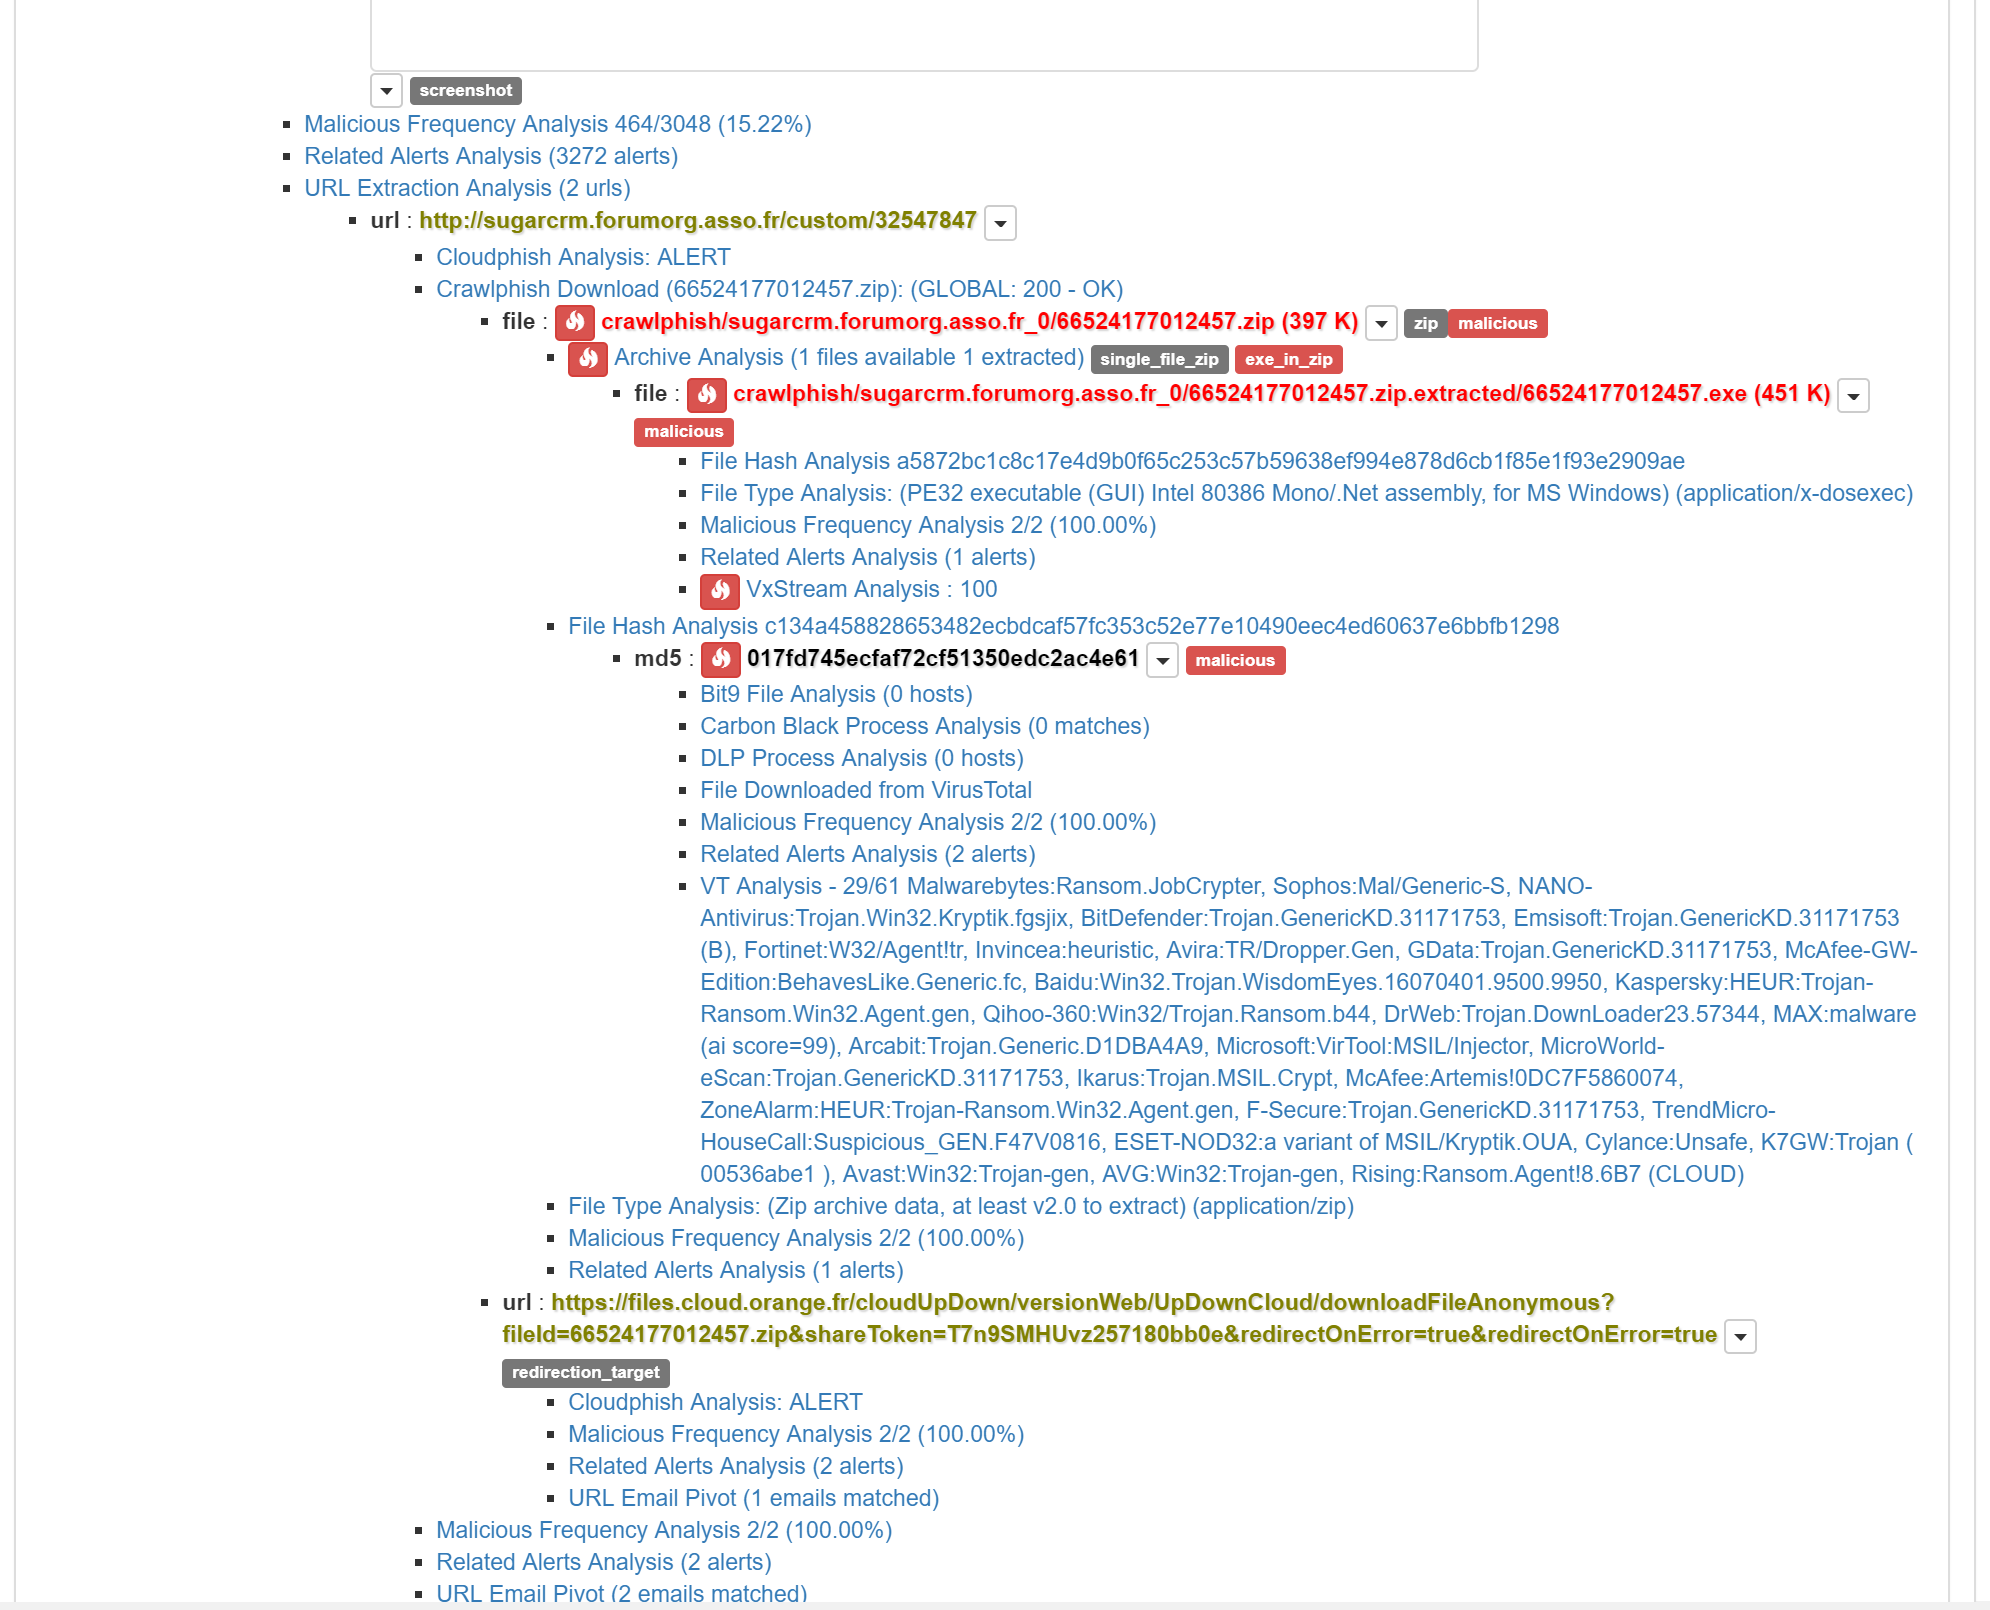 screenshot
Malicious Frequency Analysis 464/3048 (15.22%)
Related Alerts Analysis (3272 alerts)
URL Extraction Analysis (2 urls)
url : http://sugarcrm.forumorg.asso.fr/custom/32547847
Cloudphish Analysis: ALERT
Crawlphish Download (66524177012457.zip): (GLOBAL: 200 - OK)
file : crawlphish/sugarcrm.forumorg.asso.fr_0/66524177012457.zip (397 K) zip malicious
Archive Analysis (1 files available 1 extracted) single_file_zip exe_in_zip
file : crawlphish/sugarcrm.forumorg.asso.fr_0/66524177012457.zip.extracted/66524177012457.exe (451 K)
malicious
File Hash Analysis a5872bc1c8c17e4d9b0f65c253c57b59638ef994e878d6cb1f85e1f93e2909ae
File Type Analysis: (PE32 executable (GUI) Intel 80386 Mono/.Net assembly, for MS Windows) (application/x-dosexec)
Malicious Frequency Analysis 2/2 (100.00%)
Related Alerts Analysis (1 alerts)
VxStream Analysis : 100
File Hash Analysis c134a458828653482ecbdcaf57fc353c52e77e10490eec4ed60637e6bbfb1298
md5 : 017fd745ecfaf72cf51350edc2ac4e61 malicious
Bit9 File Analysis (0 hosts)
Carbon Black Process Analysis (0 matches)
DLP Process Analysis (0 hosts)
File Downloaded from VirusTotal
Malicious Frequency Analysis 2/2 (100.00%)
Related Alerts Analysis (2 alerts)
VT Analysis - 29/61 Malwarebytes:Ransom.JobCrypter, Sophos:Mal/Generic-S, NANO-
Antivirus:Trojan.Win32.Kryptik.fgsjix, BitDefender:Trojan.GenericKD.31171753, Emsisoft:Trojan.GenericKD.31171753
(B), Fortinet:W32/Agent!tr, Invincea:heuristic, Avira:TR/Dropper.Gen, GData:Trojan.GenericKD.31171753, McAfee-GW-
Edition:BehavesLike.Generic.fc, Baidu:Win32.Trojan.WisdomEyes.16070401.9500.9950, Kaspersky:HEUR:Trojan-
Ransom.Win32.Agent.gen, Qihoo-360:Win32/Trojan.Ransom.b44, DrWeb:Trojan.DownLoader23.57344, MAX:malware
(ai score=99), Arcabit:Trojan.Generic.D1DBA4A9, Microsoft:VirTool:MSIL/Injector, MicroWorld-
eScan:Trojan.GenericKD.31171753, Ikarus:Trojan.MSIL.Crypt, McAfee:Artemis!0DC7F5860074,
ZoneAlarm:HEUR:Trojan-Ransom.Win32.Agent.gen, F-Secure:Trojan.GenericKD.31171753, TrendMicro-
HouseCall:Suspicious_GEN.F47V0816, ESET-NOD32:a variant of MSIL/Kryptik.OUA, Cylance:Unsafe, K7GW:Trojan (
00536abe1 ), Avast:Win32:Trojan-gen, AVG:Win32:Trojan-gen, Rising:Ransom.Agent!8.6B7 (CLOUD)
File Type Analysis: (Zip archive data, at least v2.0 to extract) (application/zip)
Malicious Frequency Analysis 2/2 (100.00%)
Related Alerts Analysis (1 alerts)
url : https://files.cloud.orange.fr/cloudUpDown/versionWeb/UpDownCloud/downloadFileAnonymous?
fileId=66524177012457.zip&shareToken=T7n9SMHUvz257180bb0e&redirectOnError=true&redirectOnError=true
redirection_target
Cloudphish Analysis: ALERT
Malicious Frequency Analysis 2/2 (100.00%)
Related Alerts Analysis (2 alerts)
URL Email Pivot (1 emails matched)
Malicious Frequency Analysis 2/2 (100.00%)
Related Alerts Analysis (2 alerts)
URL Email Pivot (2 emails matched)